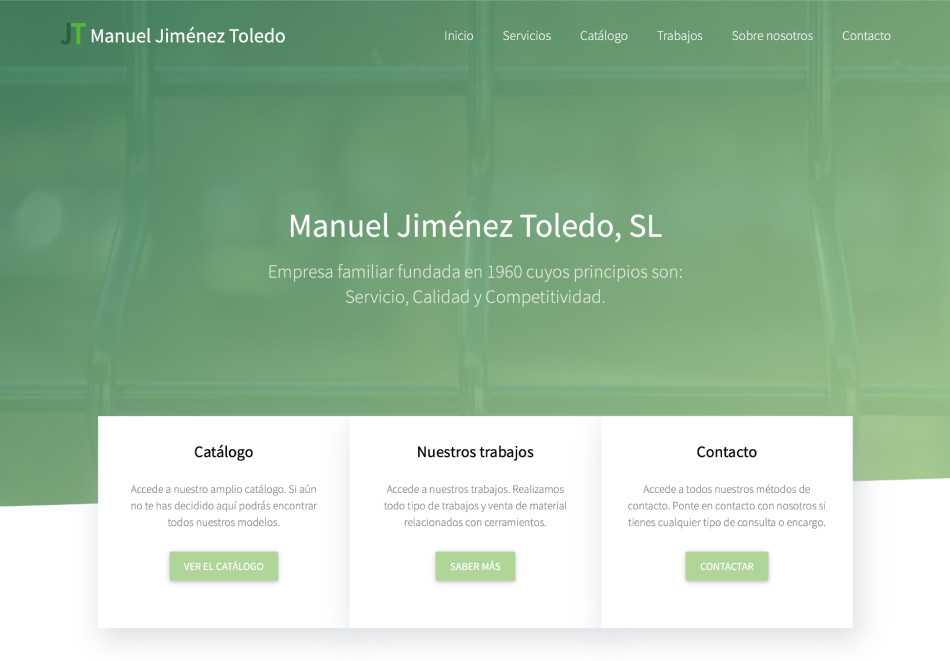 JT Manuel Jiménez Toledo
Inicio Servicios Catálogo Trabajos Sobre nosotros Contacto
Manuel Jiménez Toledo, SL
Empresa familiar fundada en 1960 cuyos principios son:
Servicio, Calidad y Competitividad.
Catálogo
Accede a nuestro amplio catálogo. Si aún
no te has decidido aquí podrás encontrar
todos nuestros modelos.
VER EL CATÁLOGO
Nuestros trabajos
Accede a nuestros trabajos. Realizamos
todo tipo de trabajos y venta de material
relacionados con cerramientos.
SABER MÁS
Contacto
Accede a todos nuestros métodos de
contacto. Ponte en contacto con nosotros si
tienes cualquier tipo de consulta o encargo.
CONTACTAR